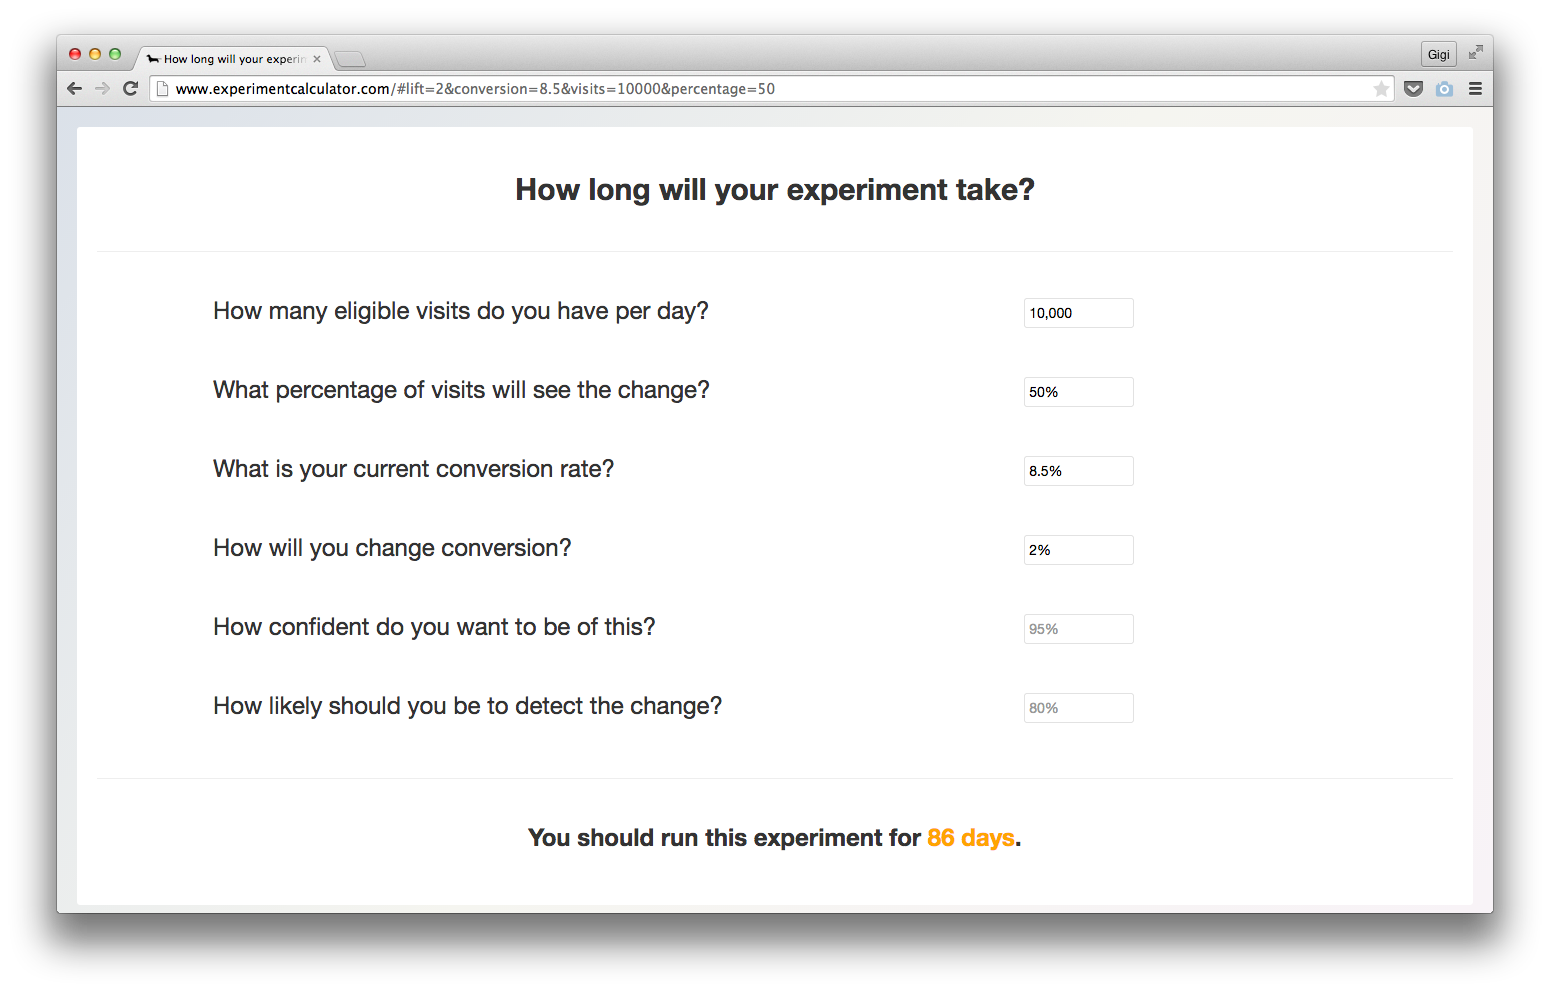 How long will your experin
Gigi
www.experimentcalculator.com/#lift=2&conversion=8.5&visits=10000&percentage=50
How long will your experiment take?
How many eligible visits do you have per day? 10,000
What percentage of visits will see the change? 50%
What is your current conversion rate? 8.5%
How will you change conversion? 2%
How confident do you want to be of this? 95%
How likely should you be to detect the change? 80%
You should run this experiment for 86 days.